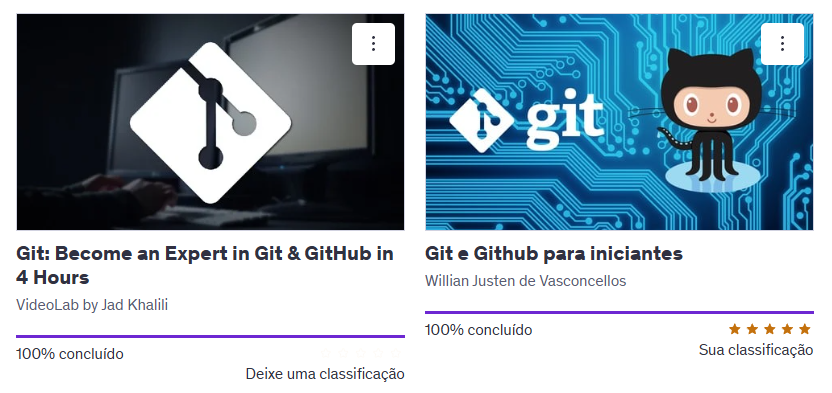 git
Git: Become an Expert in Git & GitHub in
4 Hours
VideoLab by Jad Khalili
100% concluído
Deixe uma classificação
Git e Github para iniciantes
Willian Justen de Vasconcellos
100% concluído
Sua classificação